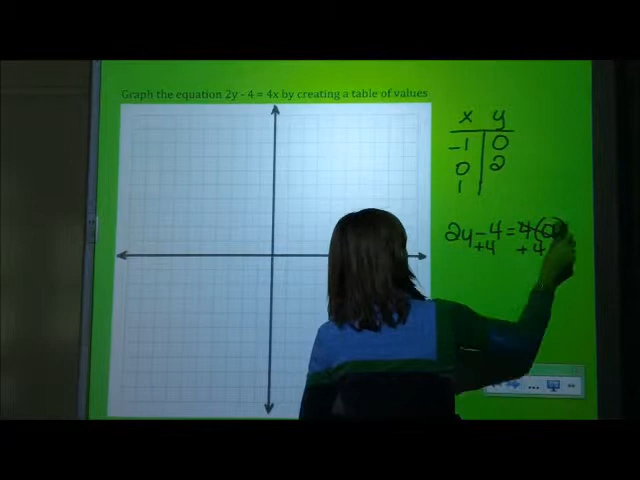 Graph the equation 2y - 4 = 4x by creating a table of values
x y
-1 0
0 2
1
2y - 4 = 4(0
+4 +4